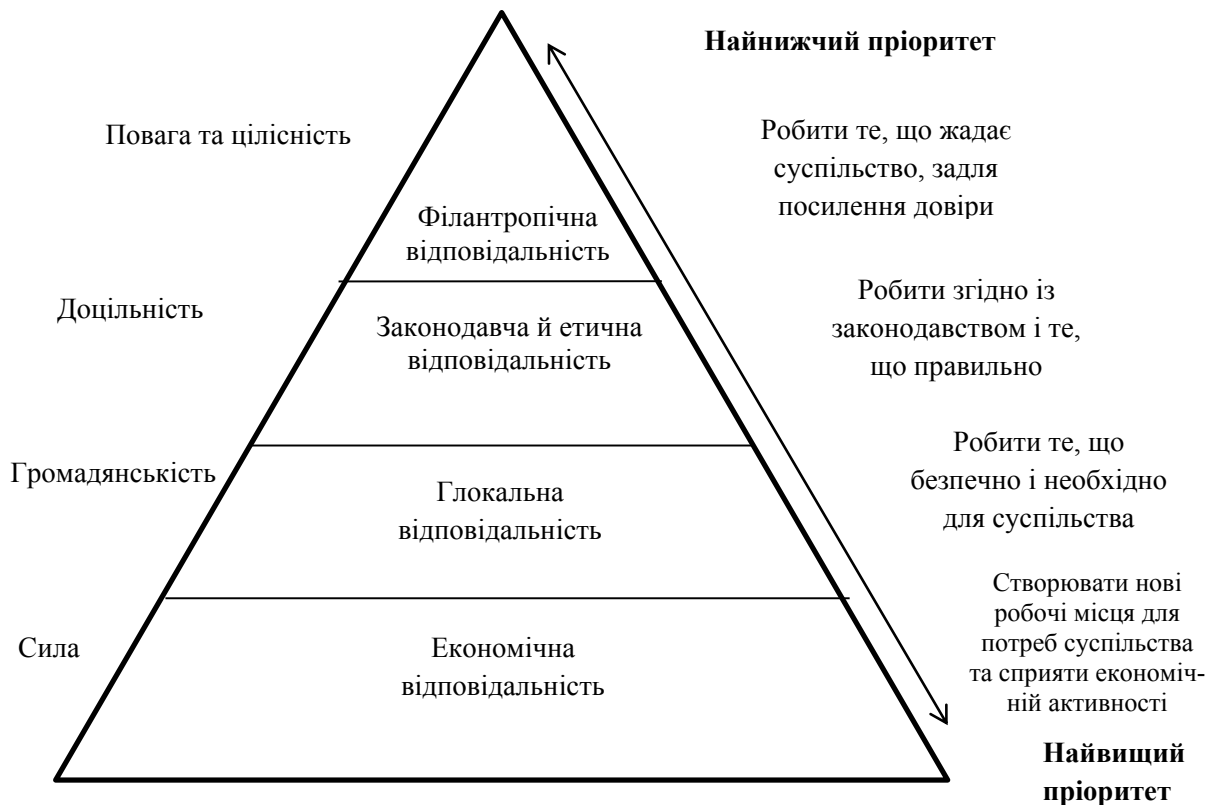 Найнижчий пріоритет
Повага та цілісність
Робити те, що жадає
суспільство, задля
посилення довіри
Філантропічна
відповідальність
Доцільність
Законодавча й етична
відповідальність
Робити згідно із
законодавством і те,
що правильно
Громадянськість
Глокальна
відповідальність
Робити те, що
безпечно і необхідно
для суспільства
Сила
Економічна
відповідальність
Створювати нові
робочі місця для
потреб суспільства
та сприяти економіч-
ній активності
Найвищий
пріоритет